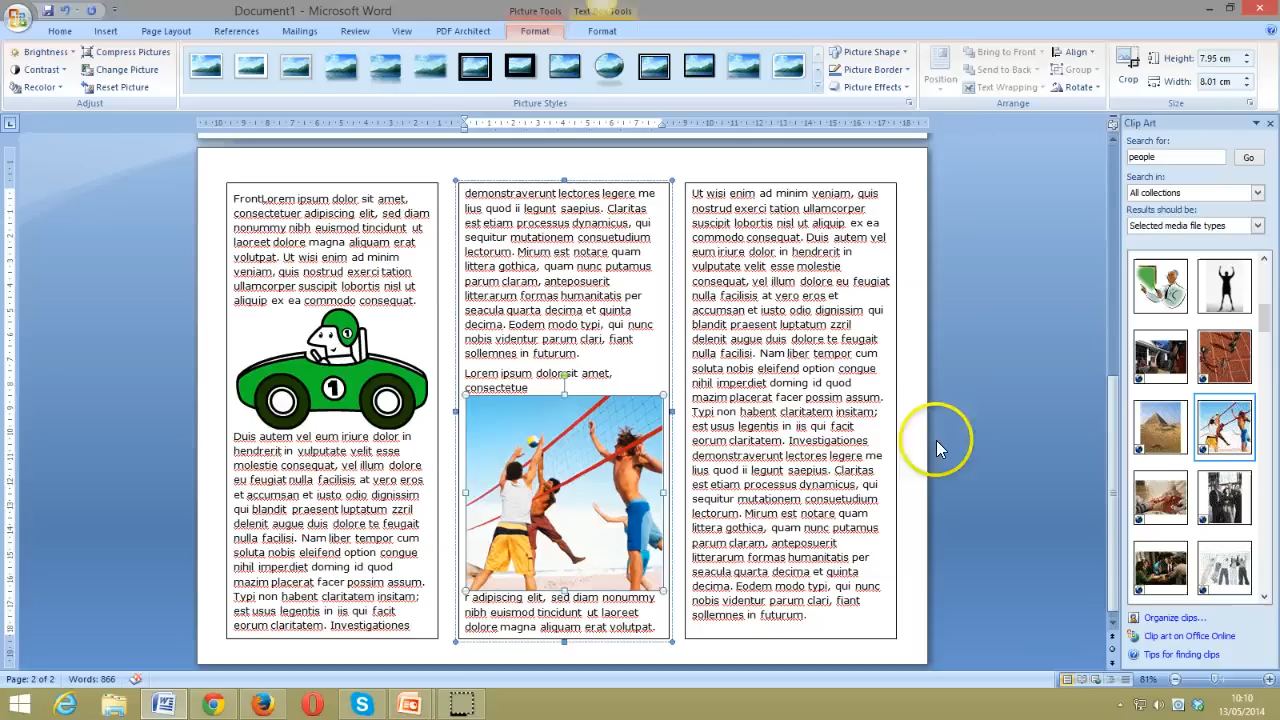 Document1 - Microsoft Word
Picture Tools
Text Box Tools
Home
Insert
Page Layout
References
Mailings
Review
View
PDF Architect
Format
Format
Brightness
Contrast
Recolor
Compress Pictures
Change Picture
Reset Picture
Adjust
Picture Styles
Picture Shape
Picture Border
Picture Effects
Position
Bring to Front
Send to Back
Text Wrapping
Align
Group
Rotate
Arrange
Crop
Height: 7.95 cm
Width: 8.01 cm
Size
FrontLorem ipsum dolor sit amet,
consectetuer adipiscing elit, sed diam
nonummy nibh euismod tincidunt ut
laoreet dolore magna aliquam erat
volutpat. Ut wisi enim ad minim
veniam, quis nostrud exerci tation
ullamcorper suscipit lobortis nisl ut
aliquip ex ea commodo consequat.
1
1
Duis autem vel eum iriure dolor in
hendrerit in vulputate velit esse
molestie consequat, vel illum dolore
eu feugiat nulla facilisis at vero eros
et accumsan et iusto odio dignissim
qui blandit praesent luptatum zzril
delenit augue duis dolore te feugait
nulla facilisi. Nam liber tempor cum
soluta nobis eleifend option congue
nihil imperdiet doming id quod
mazim placerat facer possim assum.
Typi non habent claritatem insitam;
est usus legentis in iis qui facit
eorum claritatem. Investigationes
demonstraverunt lectores legere me
lius quod ii legunt saepius. Claritas
est etiam processus dynamicus, qui
sequitur mutationem consuetudium
lectorum. Mirum est notare quam
littera gothica, quam nunc putamus
parum claram, anteposuerit
litterarum formas humanitatis per
seacula quarta decima et quinta
decima. Eodem modo typi, qui nunc
nobis videntur parum clari, fiant
sollemnes in futurum.
Lorem ipsum dolor sit amet,
consectetue
r adipiscing elit, sed diam nonummy
nibh euismod tincidunt ut laoreet
dolore magna aliquam erat volutpat.
Ut wisi enim ad minim veniam, quis
nostrud exerci tation ullamcorper
suscipit lobortis nisl ut aliquip ex ea
commodo consequat. Duis autem vel
eum iriure dolor in hendrerit in
vulputate velit esse molestie
consequat, vel illum dolore eu feugiat
nulla facilisis at vero eros et
accumsan et iusto odio dignissim qui
blandit praesent luptatum zzril
delenit augue duis dolore te feugait
nulla facilisi. Nam liber tempor cum
soluta nobis eleifend option congue
nihil imperdiet doming id quod
mazim placerat facer possim assum.
Typi non habent claritatem insitam;
est usus legentis in iis qui facit
eorum claritatem. Investigationes
demonstraverunt lectores legere me
lius quod ii legunt saepius. Claritas
est etiam processus dynamicus, qui
sequitur mutationem consuetudium
lectorum. Mirum est notare quam
littera gothica, quam nunc putamus
parum claram, anteposuerit
litterarum formas humanitatis per
seacula quarta decima et quinta
decima. Eodem modo typi, qui nunc
nobis videntur parum clari, fiant
sollemnes in futurum.
Clip Art
Search for:
people
Go
Search in:
All collections
Results should be:
Selected media file types
Organize clips...
Clip art on Office Online
Tips for finding clips
Page: 2 of 2
Words: 866
81%
10:10
13/05/2014